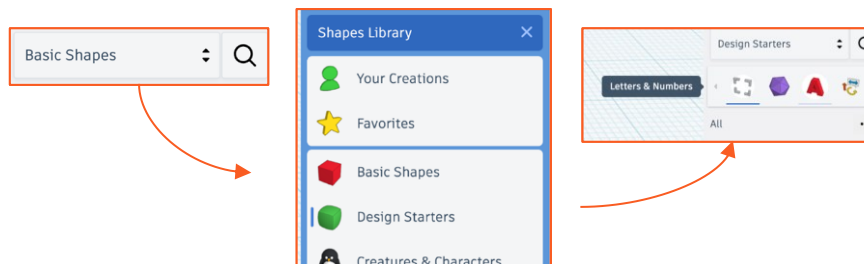 Basic Shapes
Shapes Library
Your Creations
Favorites
Basic Shapes
Design Starters
Creatures & Characters
Design Starters
Letters & Numbers
All